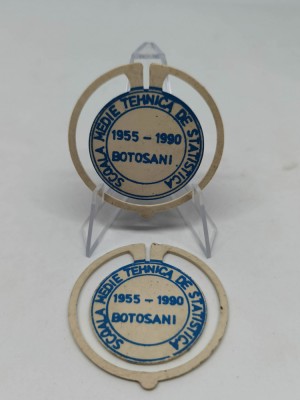 SCOALA MEDIE TEHNICA DE STATISTICA
1955 - 1990
BOTOSANI
SCOALA MEDIE TEHNICA DE STATISTICA
1955 - 1990
BOTOSANI